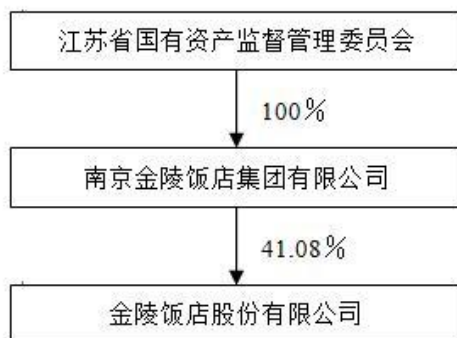 江苏省国有资产监督管理委员会
100%
南京金陵饭店集团有限公司
41.08%
金陵饭店股份有限公司